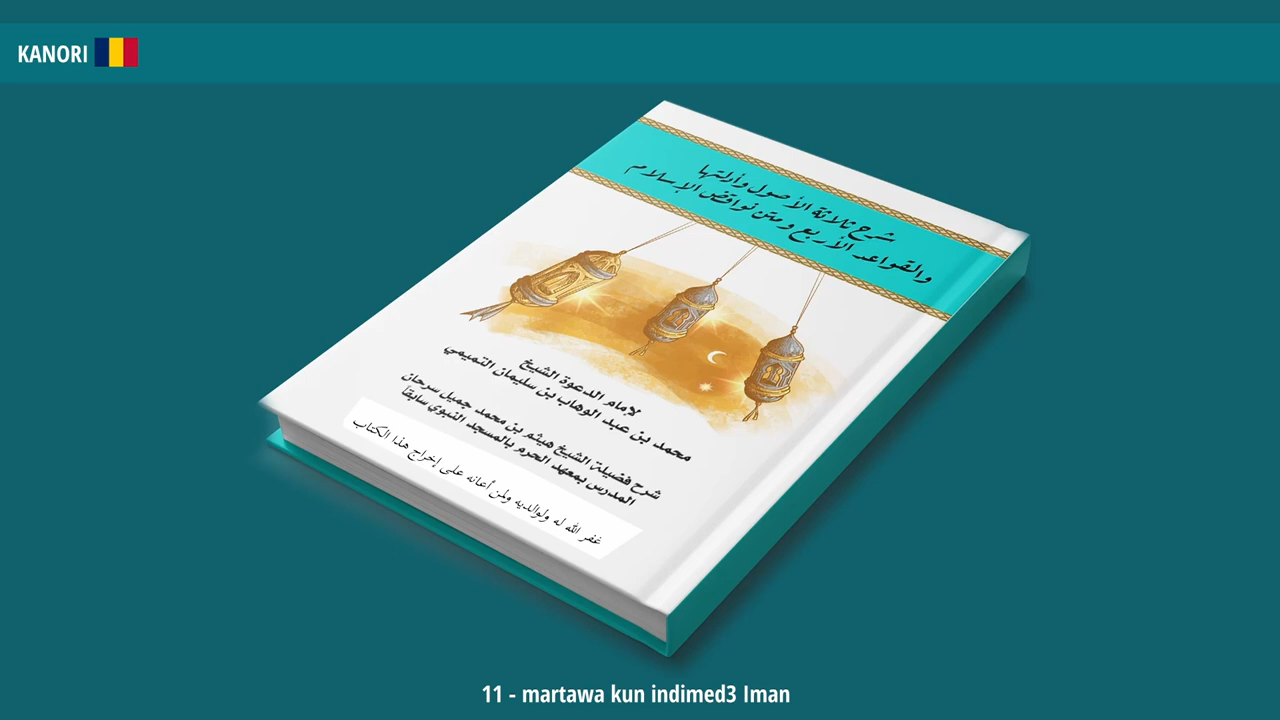 KANORI
شرح ثلاثة الأصول وأدلتها
والقواعد الأربع ومتن نواقض الإسلام
لإمام الدعوة الشيخ
محمد بن عبد الوهاب بن سليمان التميمي
شرح فضيلة الشيخ هيثم بن محمد جميل سرحان
المدرس بمعهد الحرم بالمسجد النبوي سابقاً
غفر الله له ولوالديه ولمن أعانه على إخراج هذا الكتاب
11 - martawa kun indimed3 Iman